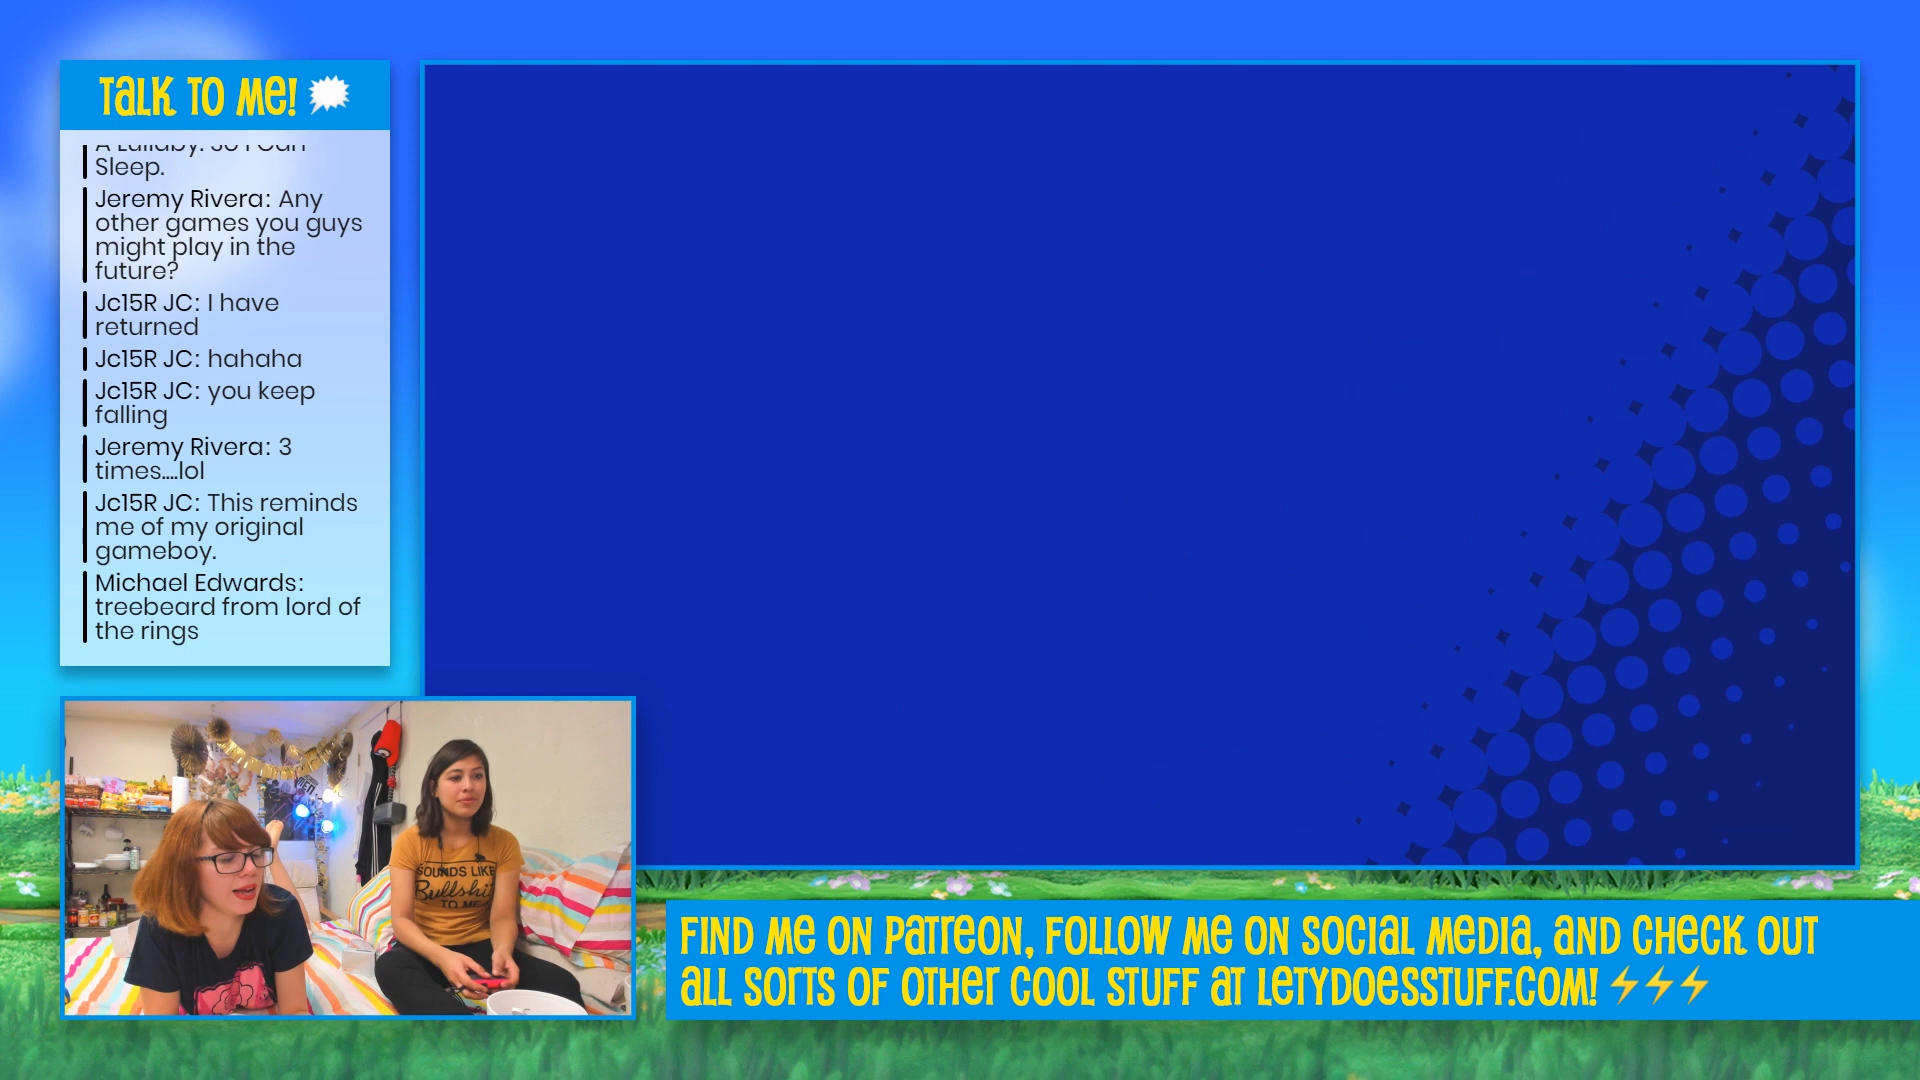 TALK TO ME!
A Lullaby. So I Can
Sleep.
Jeremy Rivera: Any
other games you guys
might play in the
future?
Jc15R JC: I have
returned
Jc15R JC: hahaha
Jc15R JC: you keep
falling
Jeremy Rivera: 3
times....lol
Jc15R JC: This reminds
me of my original
gameboy.
Michael Edwards:
treebeard from lord of
the rings
SOUNDS LIKE
Bullshit
TO ME
FIND ME ON PATREON, FOLLOW ME ON SOCIAL MEDIA, AND CHECK OUT
ALL SORTS OF OTHER COOL STUFF AT LETYDOESSTUFF.COM! ⚡⚡⚡